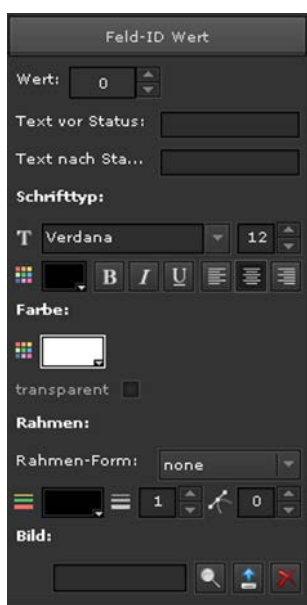 Feld-ID Wert
Wert: 0
Text vor Status:
Text nach Sta...
Schrifttyp:
T Verdana 12
B I U
Farbe:
transparent
Rahmen:
Rahmen-Form: none
1 0
Bild: